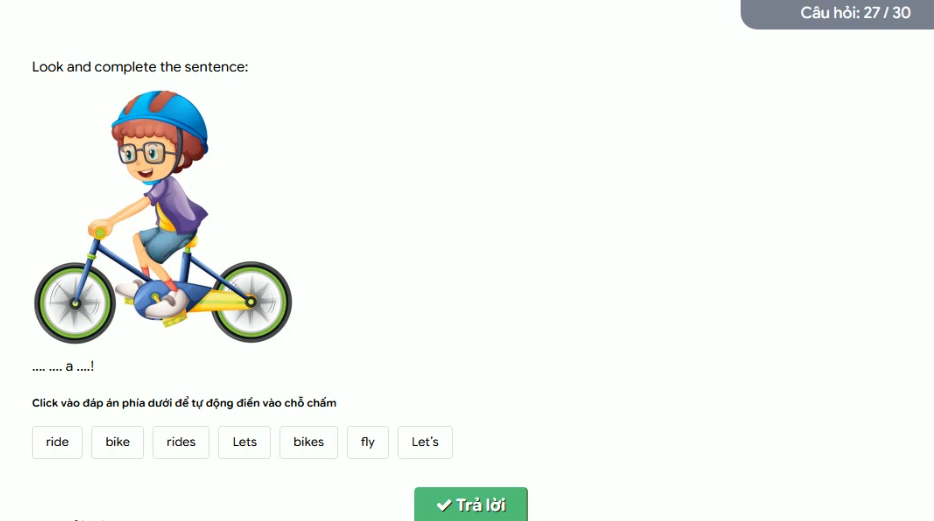 Câu hỏi: 27 / 30
Look and complete the sentence:
.... .... a ....!
Click vào đáp án phía dưới để tự động điền vào chỗ chấm
ride bike rides Lets bikes fly Let's
Trả lời